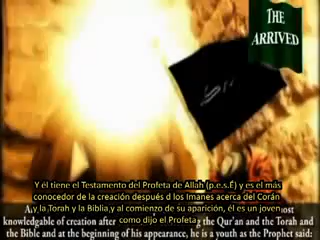 THE
ARRIVED
Y él tiene el Testamento del Profeta de Allah (p.e.s.É) y es el más
conocedor de la creación después d los Imanes acerca del Corán
y la Torah y la Biblia,y al comienzo de su aparición, él es un joven
como dijo el Profeta
most
knowledgable of creation after the Qur'an and the Torah and
the Bible and at the beginning of his appearance, he is a youth as the Prophet said: